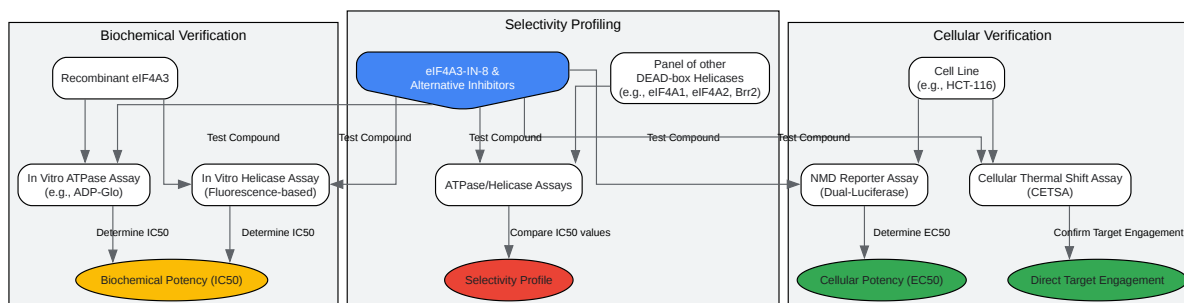 Biochemical Verification
Selectivity Profiling
Cellular Verification
Recombinant eIF4A3
eIF4A3-IN-8 &
Alternative Inhibitors
Panel of other
DEAD-box Helicases
(e.g., eIF4A1, eIF4A2, Brr2)
Cell Line
(e.g., HCT-116)
Test Compound
Test Compound
Test Compound
Test Compound
Test Compound
In Vitro ATPase Assay
(e.g., ADP-Glo)
In Vitro Helicase Assay
(Fluorescence-based)
ATPase/Helicase Assays
NMD Reporter Assay
(Dual-Luciferase)
Cellular Thermal Shift Assay
(CETSA)
Determine IC50
Determine IC50
Compare IC50 values
Determine EC50
Confirm Target Engagement
Biochemical Potency (IC50)
Selectivity Profile
Cellular Potency (EC50)
Direct Target Engagement